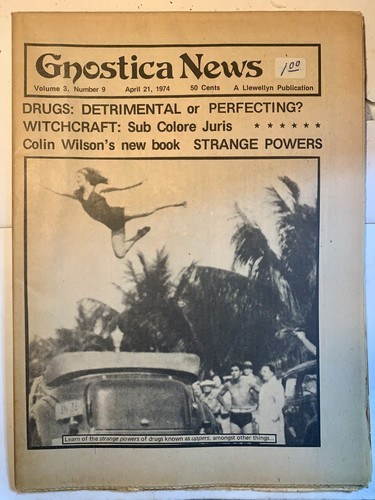 Gnostica News
1.00
Volume 3, Number 9 April 21, 1974 50 Cents A Llewellyn Publication
DRUGS: DETRIMENTAL or PERFECTING?
WITCHCRAFT: Sub Colore Juris * * * * * *
Colin Wilson's new book STRANGE POWERS
Learn of the strange powers of drugs known as uppers, amongst other things...